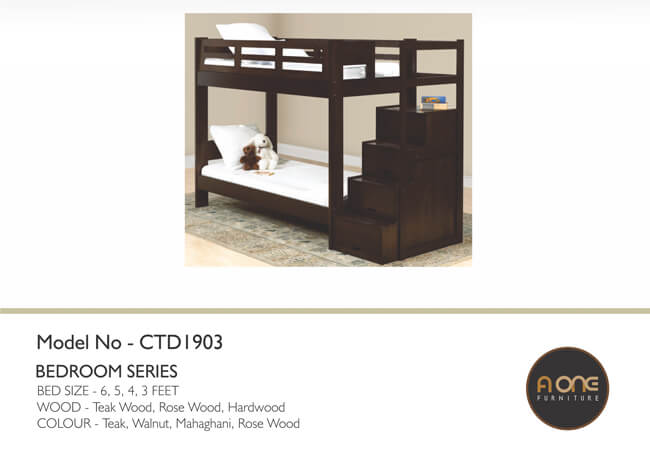 Model No - CTD1903
BEDROOM SERIES
BED SIZE - 6, 5, 4, 3 FEET
WOOD - Teak Wood, Rose Wood, Hardwood
COLOUR - Teak, Walnut, Mahaghani, Rose Wood
A ONE
FURNITURE